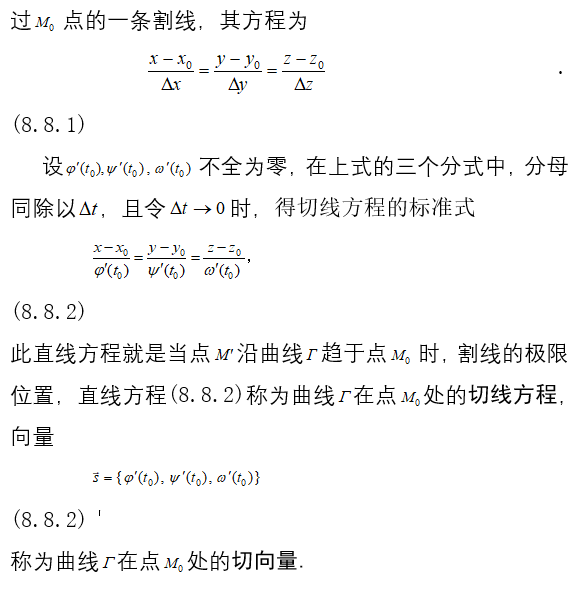 过 M₀ 点的一条割线，其方程为
(x − x₀)/Δx = (y − y₀)/Δy = (z − z₀)/Δz .
(8.8.1)
设φ′(t₀),ψ′(t₀),ω′(t₀) 不全为零，在上式的三个分式中，分母
同除以Δt，且令 Δt → 0 时，得切线方程的标准式
(x − x₀)/φ′(t₀) = (y − y₀)/ψ′(t₀) = (z − z₀)/ω′(t₀)，
(8.8.2)
此直线方程就是当点 M′ 沿曲线Γ趋于点 M₀ 时，割线的极限
位置，直线方程(8.8.2)称为曲线Γ在点 M₀ 处的切线方程，
向量
s⃗ = {φ′(t₀), ψ′(t₀), ω′(t₀)}
(8.8.2) ′
称为曲线Γ在点 M₀ 处的切向量.